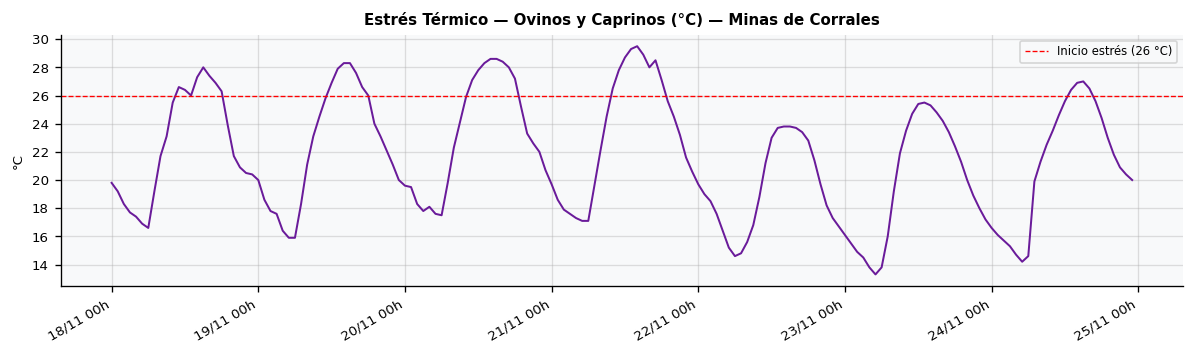 Estrés Térmico — Ovinos y Caprinos (°C) — Minas de Corrales
Inicio estrés (26 °C)
°C
30
28
26
24
22
20
18
16
14
18/11 00h
19/11 00h
20/11 00h
21/11 00h
22/11 00h
23/11 00h
24/11 00h
25/11 00h